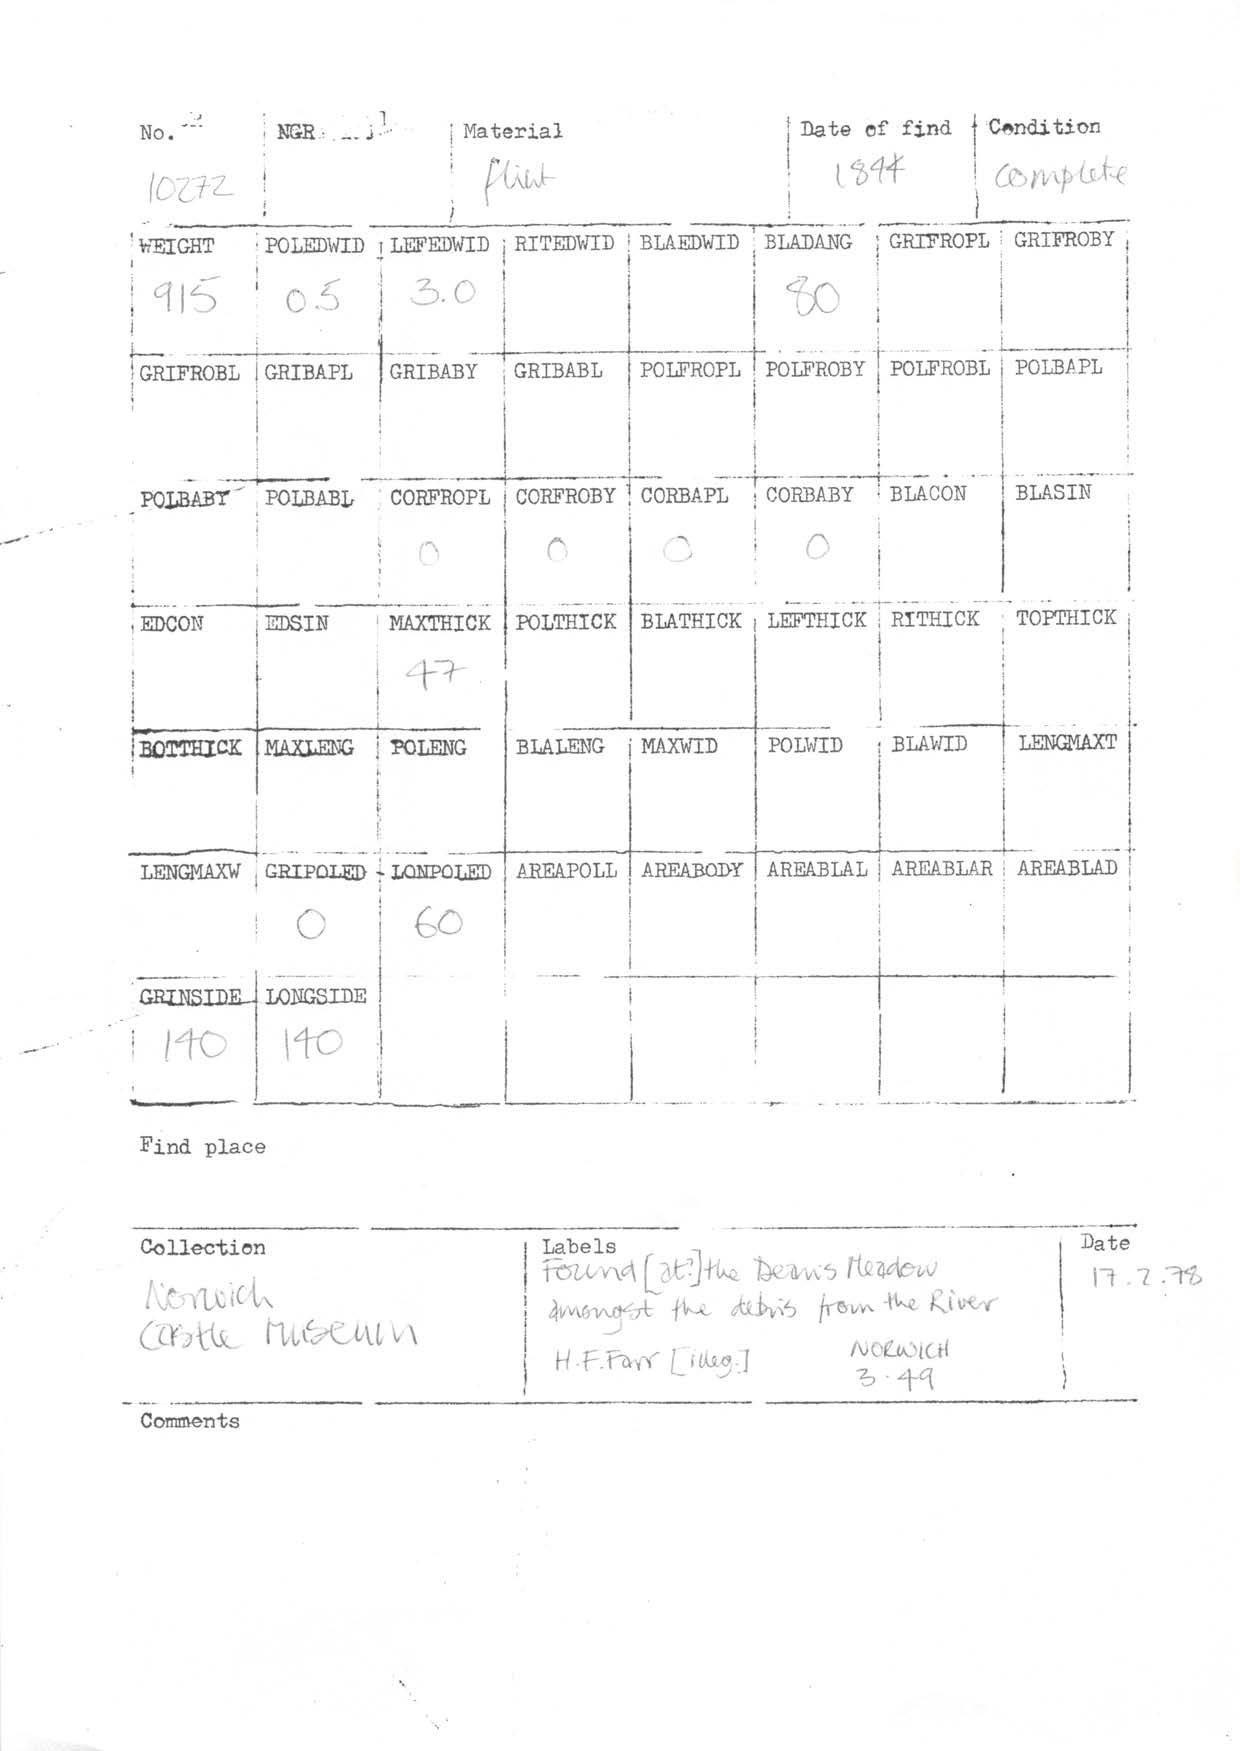 No. NGR Material Date of find Condition
10272 flint 1844 complete
WEIGHT POLEDWID LEFEDWID RITEDWID BLAEDWID BLADANG GRIFROPL GRIFROBY
915 0.5 3.0 80
GRIFROBL GRIBAPL GRIBABY GRIBABL POLFROPL POLFROBY POLFROBL POLBAPL
POLBABY POLBABL CORFROPL CORFROBY CORBAPL CORBABY BLACON BLASIN
0 0 0 0
EDCON EDSIN MAXTHICK POLTHICK BLATHICK LEFTHICK RITHICK TOPTHICK
47
BOTTHICK MAXLENG POLENG BLALENG MAXWID POLWID BLAWID LENGMAXT
LENGMAXW GRIPOLED LONPOLED AREAPOLL AREABODY AREABLAL AREABLAR AREABLAD
0 60
GRINSIDE LONGSIDE
140 140
Find place
Collection Labels Date
Found [at?] the Dean's Meadow 17.2.78
Norwich amongst the debris from the River
Castle Museum
H.F. Farr [illeg.] NORWICH
3.49
Comments